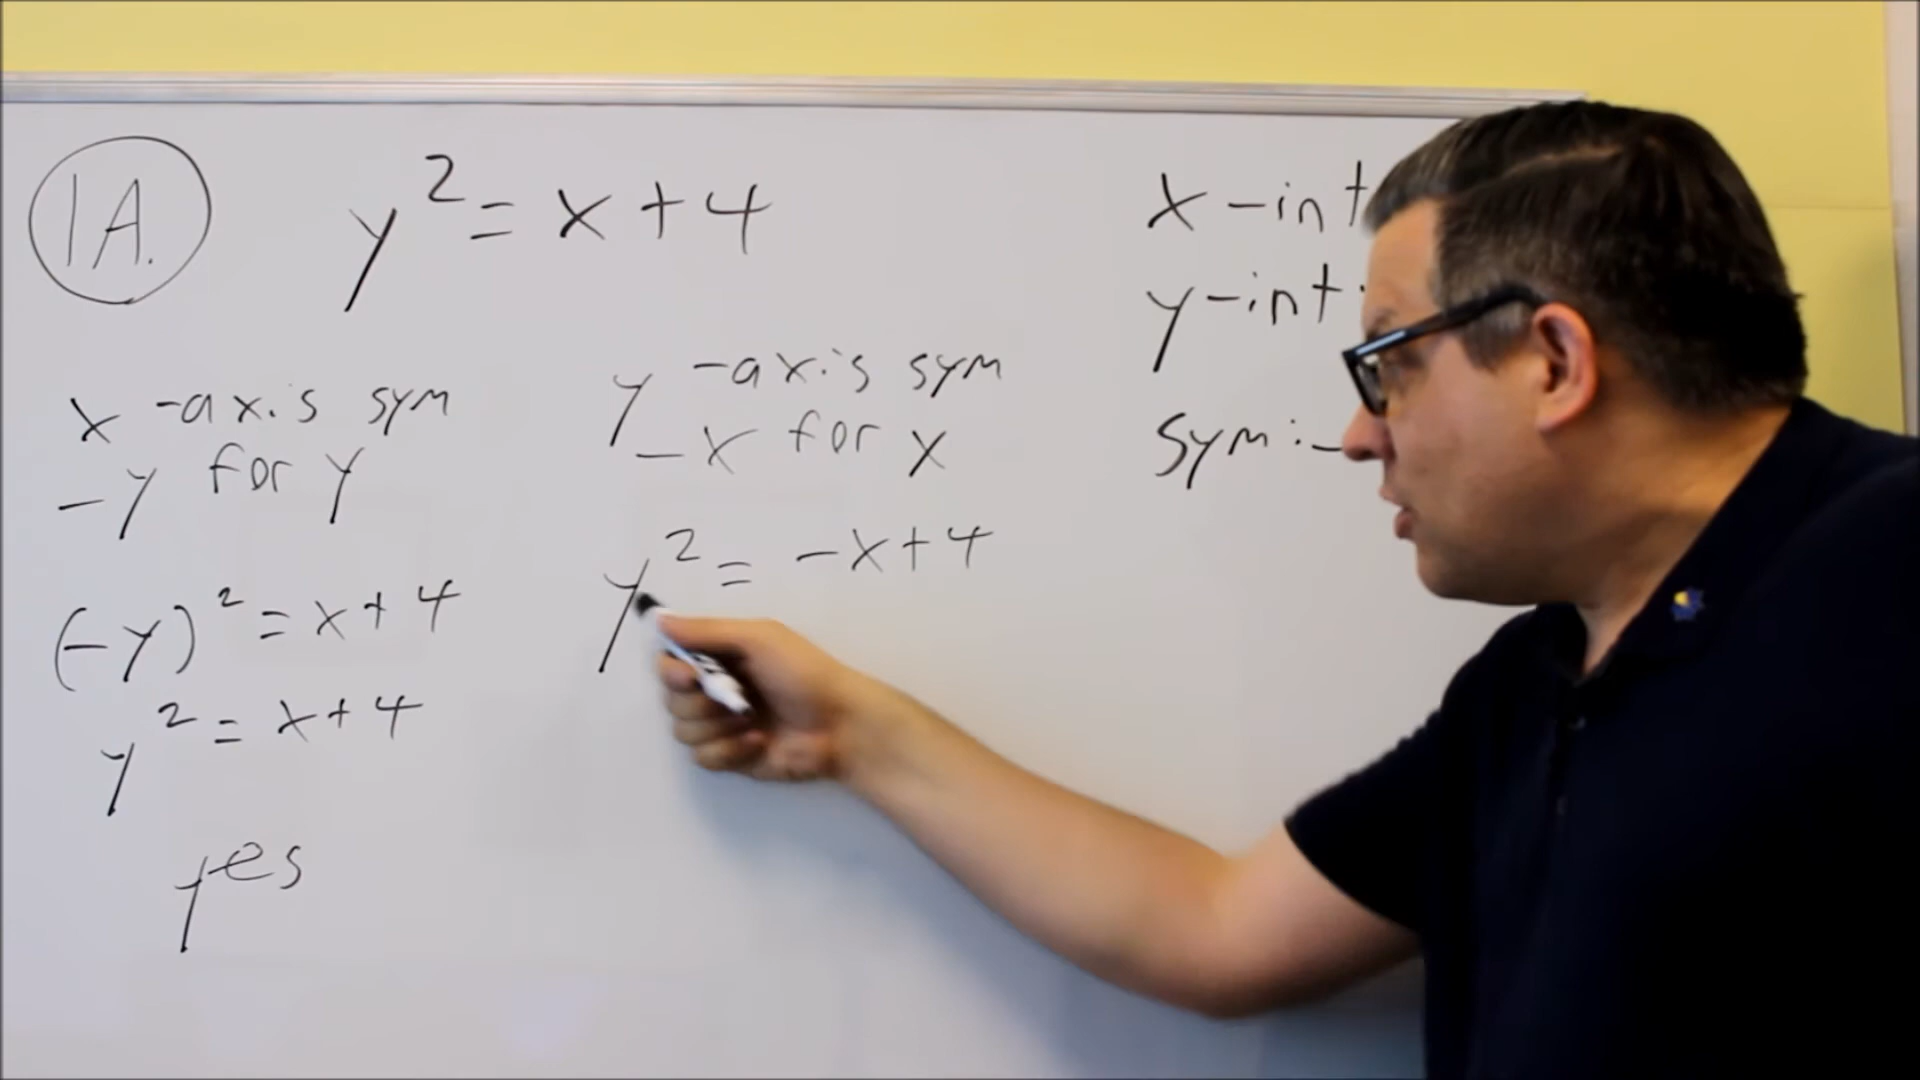 1A.
y² = x + 4
x-axis sym
-y for y
(-y)² = x + 4
y² = x + 4
yes
y-axis sym
-x for x
y² = -x + 4
x-int
y-int
sym: